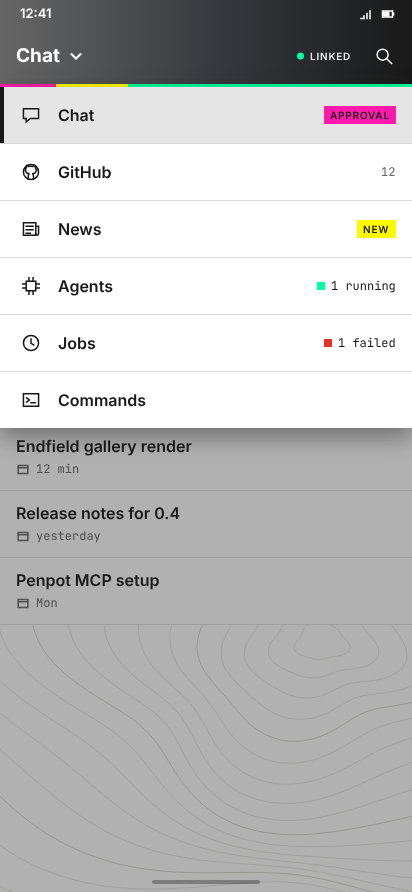 12:41
Chat
LINKED
Chat
APPROVAL
GitHub
12
News
NEW
Agents
1 running
Jobs
1 failed
Commands
Endfield gallery render
12 min
Release notes for 0.4
yesterday
Penpot MCP setup
Mon